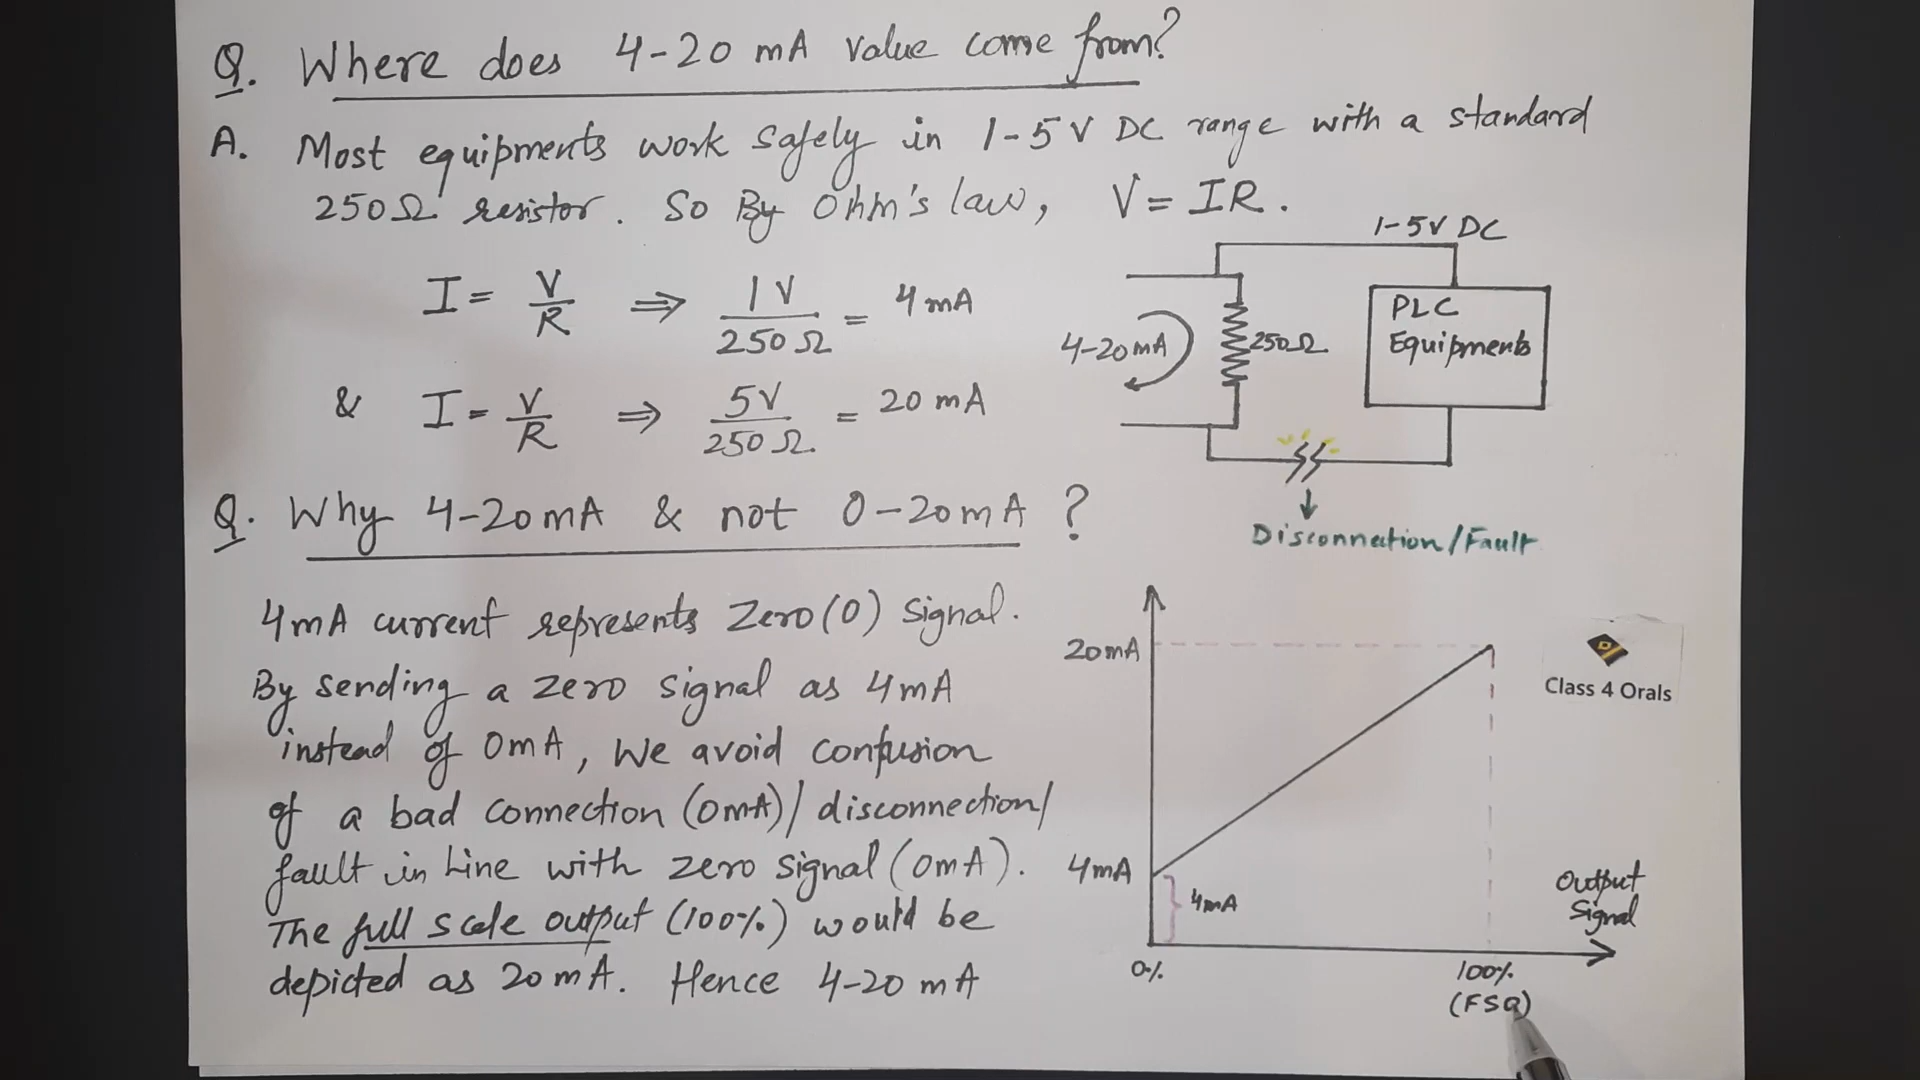 Q. Where does 4-20 mA value come from?
A. Most equipments work safely in 1-5V DC range with a standard
250Ω resistor. So By Ohm's law, V = IR.
I = V/R ⇒ 1V/250Ω = 4mA
& I = V/R ⇒ 5V/250Ω. = 20 mA
1-5V DC
4-20mA
250Ω
PLC
Equipments
Disconnection/Fault
Q. Why 4-20mA & not 0-20mA ?
4mA current represents Zero(0) signal.
By sending a zero signal as 4mA
instead of 0mA, We avoid confusion
of a bad connection (0mA)/disconnection/
fault in line with zero signal (0mA).
The full scale output (100%) would be
depicted as 20mA. Hence 4-20 mA
20mA
4mA
4mA
0%
100%
Output
Signal
Class 4 Orals